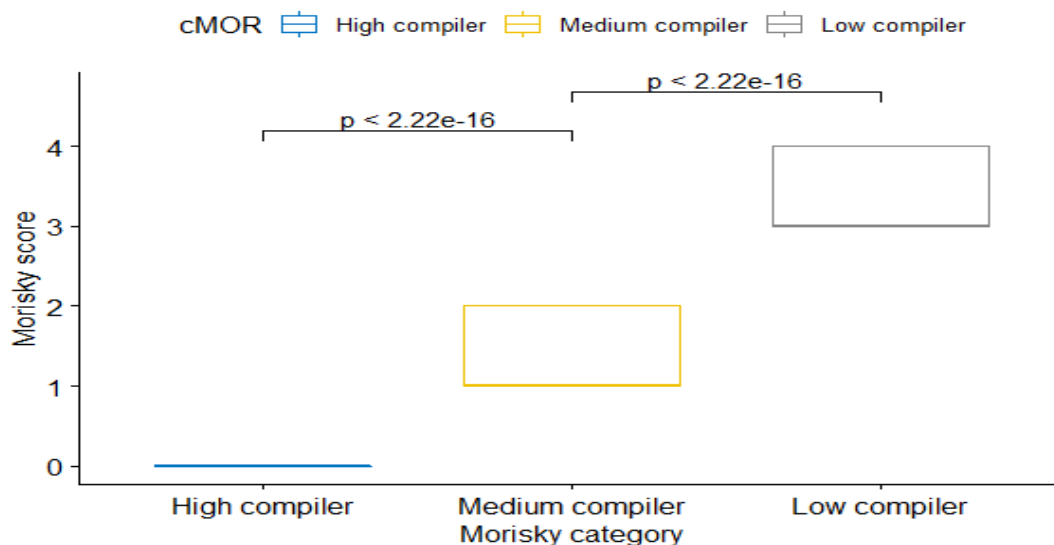 cMOR High compiler Medium compiler Low compiler
p < 2.22e-16
p < 2.22e-16
4
3
2
1
0
Morisky score
High compiler Medium compiler Low compiler
Morisky category